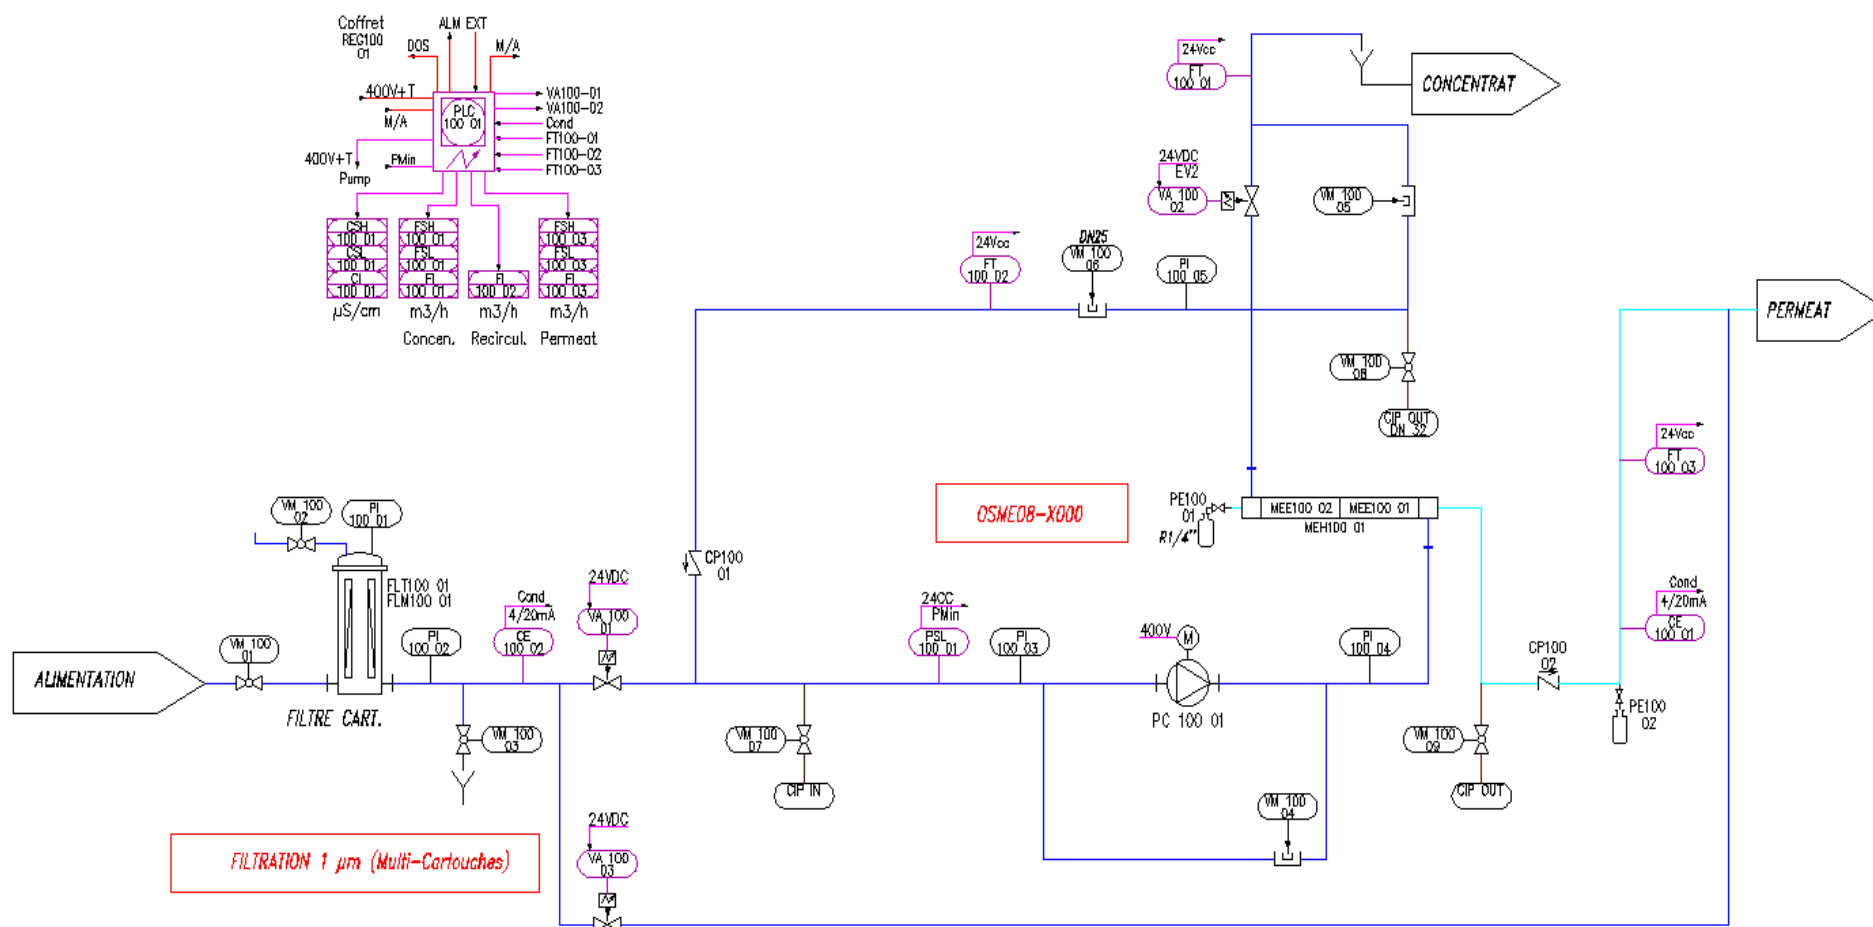 Coffret
REG100
01
DOS
ALM EXT
M/A
400V+T
M/A
PLC
100 01
VA100-01
VA100-02
Cond
FT100-01
FT100-02
FT100-03
400V+T
Pump
PMin
CSH
100 01
CSL
100 01
CI
100 01
µS/cm
FSH
100 01
FSL
100 01
FI
100 01
m3/h
Concen.
FI
100 02
m3/h
Recircul.
FSH
100 03
FSL
100 03
FI
100 03
m3/h
Permeat
24Vcc
FT
100 01
CONCENTRAT
24VDC
EV2
VA 100
02
VM 100
05
24Vcc
FT
100 02
DN25
VM 100
06
PI
100 05
PERMEAT
VM 100
08
CIP OUT
DN 32
24Vcc
FT
100 03
OSME08-X000
PE100
01
R1/4"
MEE100 02
MEE100 01
MEH100 01
VM 100
02
PI
100 01
FLT100 01
FLM100 01
CP100
01
24VDC
VA 100
01
Cond
4/20mA
CE
100 02
PI
100 02
VM 100
01
ALIMENTATION
FILTRE CART.
VM 100
03
24CC
PMin
PSL
100 01
PI
100 03
400V
M
PC 100 01
PI
100 04
Cond
4/20mA
CE
100 01
CP100
02
PE100
02
VM 100
07
CIP IN
VM 100
09
CIP OUT
VM 100
04
24VDC
VA 100
03
FILTRATION 1 µm (Multi-Cartouches)